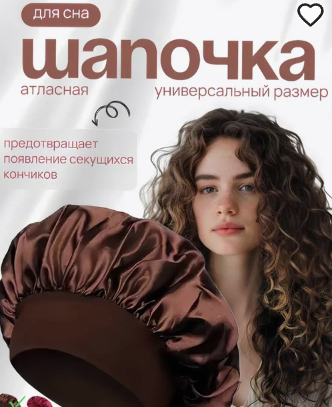 для сна
шапочка
атласная универсальный размер
предотвращает
появление секущихся
кончиков